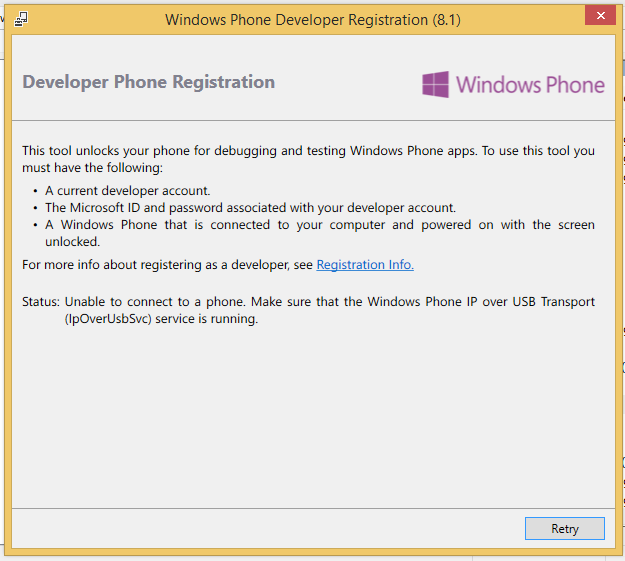 Windows Phone Developer Registration (8.1)
Developer Phone Registration
Windows Phone
This tool unlocks your phone for debugging and testing Windows Phone apps. To use this tool you
must have the following:
• A current developer account.
• The Microsoft ID and password associated with your developer account.
• A Windows Phone that is connected to your computer and powered on with the screen
unlocked.
For more info about registering as a developer, see Registration Info.
Status: Unable to connect to a phone. Make sure that the Windows Phone IP over USB Transport
(IpOverUsbSvc) service is running.
Retry